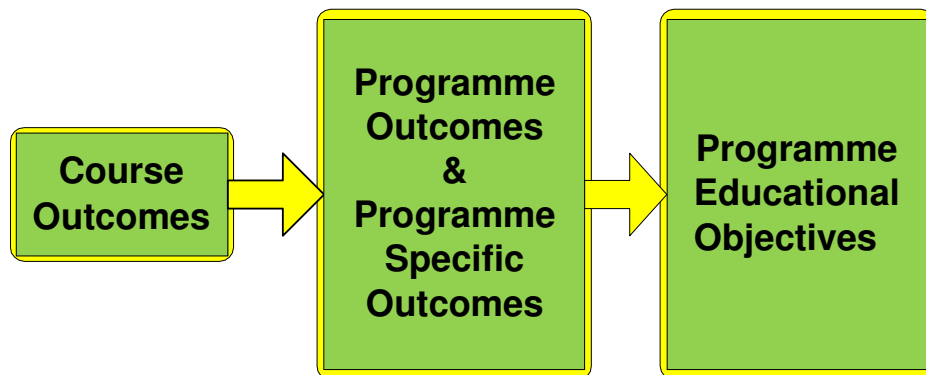 Course
Outcomes
Programme
Outcomes
&
Programme
Specific
Outcomes
Programme
Educational
Objectives